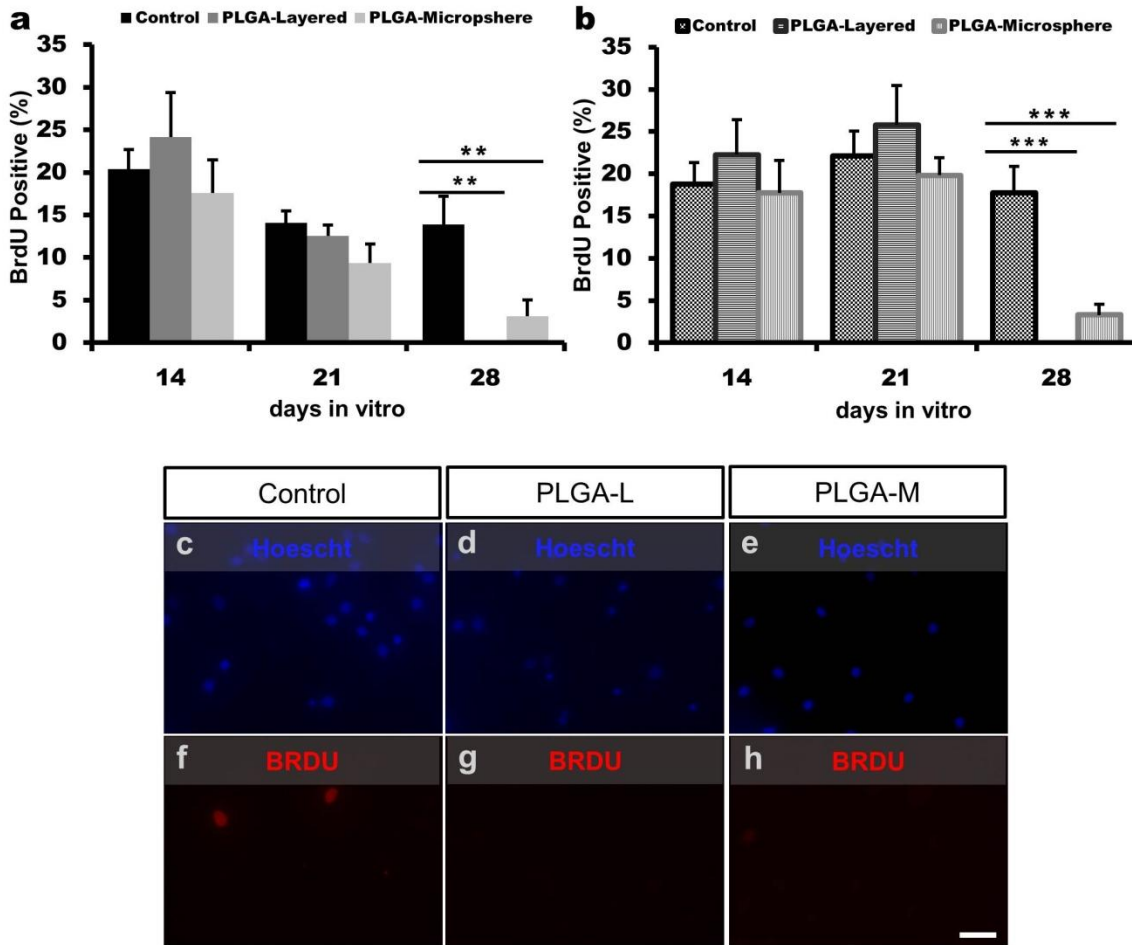 a
Control PLGA-Layered PLGA-Micropshere
BrdU Positive (%)
35
30
25
20
15
10
5
0
**
**
14 21 28
days in vitro
b
Control PLGA-Layered PLGA-Microsphere
BrdU Positive (%)
35
30
25
20
15
10
5
0
***
***
14 21 28
days in vitro
Control PLGA-L PLGA-M
c Hoescht d Hoescht e Hoescht
f BRDU g BRDU h BRDU